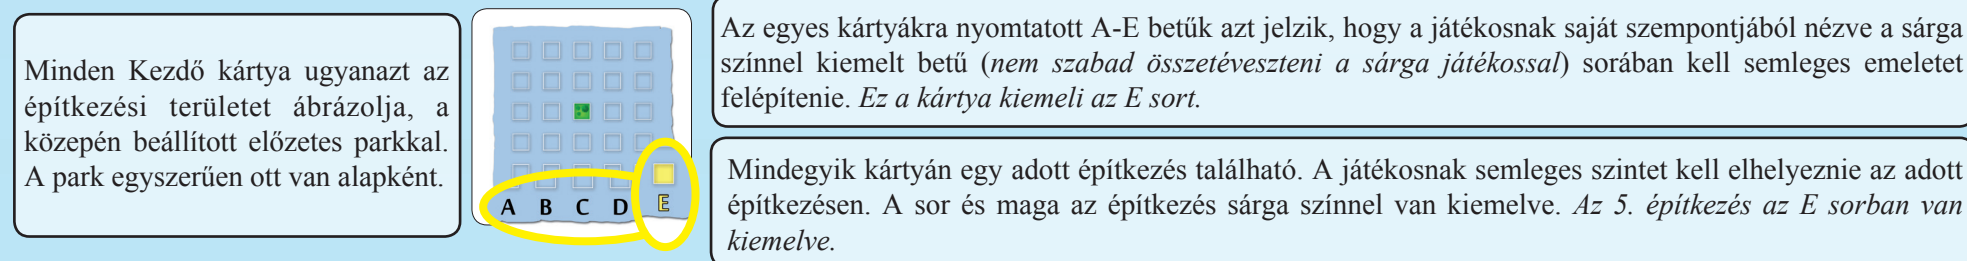 Minden Kezdő kártya ugyanazt az
építkezési területet ábrázolja, a
közepén beállított előzetes parkkal.
A park egyszerűen ott van alapként.
A B C D E
Az egyes kártyákra nyomtatott A-E betűk azt jelzik, hogy a játékosnak saját szempontjából nézve a sárga
színnel kiemelt betű (nem szabad összetéveszteni a sárga játékossal) sorában kell semleges emeletet
felépítenie. Ez a kártya kiemeli az E sort.
Mindegyik kártyán egy adott építkezés található. A játékosnak semleges szintet kell elhelyeznie az adott
építkezésen. A sor és maga az építkezés sárga színnel van kiemelve. Az 5. építkezés az E sorban van
kiemelve.